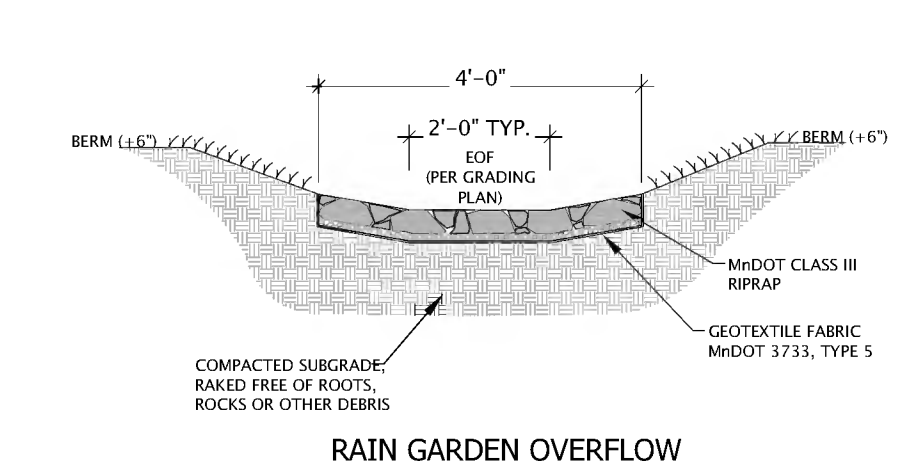 4'-0"
2'-0" TYP.
BERM (+6")
BERM (+6")
EOF
(PER GRADING
PLAN)
MnDOT CLASS III
RIPRAP
GEOTEXTILE FABRIC
MnDOT 3733, TYPE 5
COMPACTED SUBGRADE,
RAKED FREE OF ROOTS,
ROCKS OR OTHER DEBRIS
RAIN GARDEN OVERFLOW